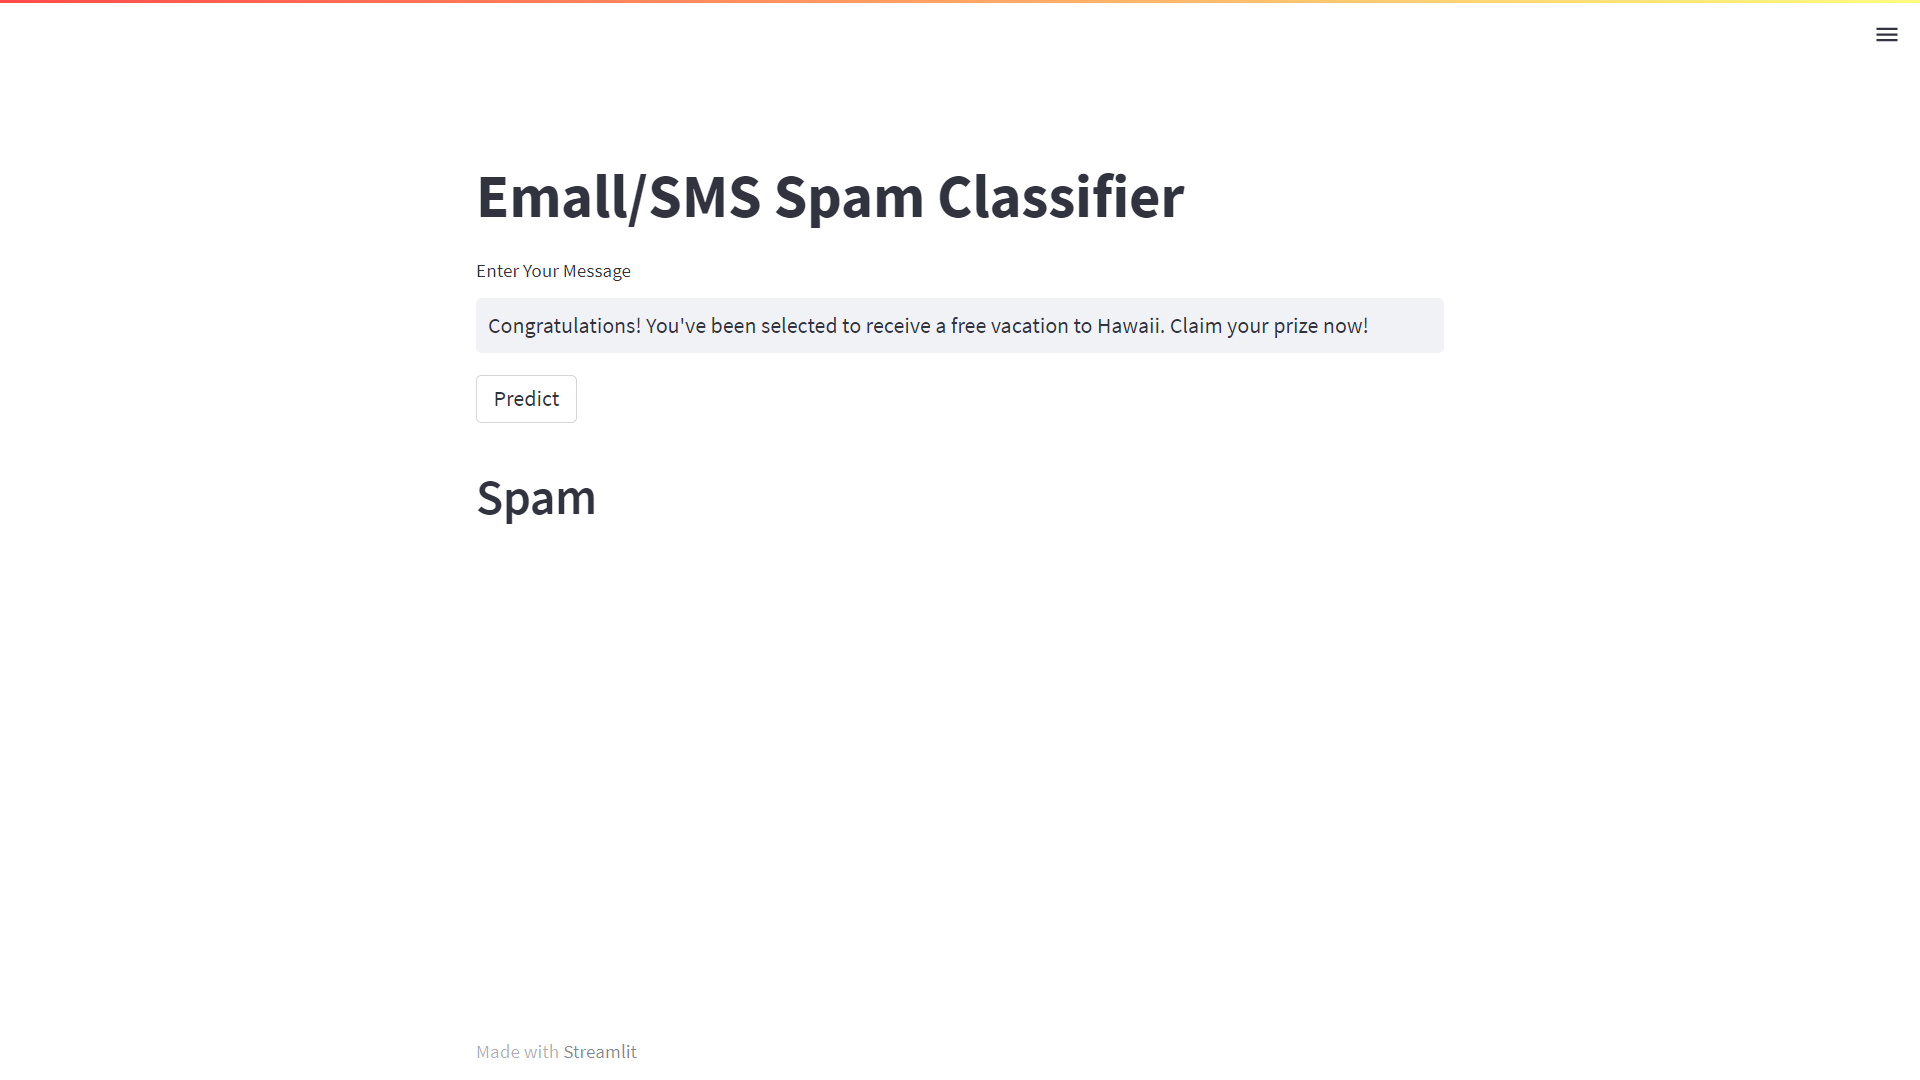 Emall/SMS Spam Classifier
Enter Your Message
Congratulations! You've been selected to receive a free vacation to Hawaii. Claim your prize now!
Predict
Spam
Made with Streamlit